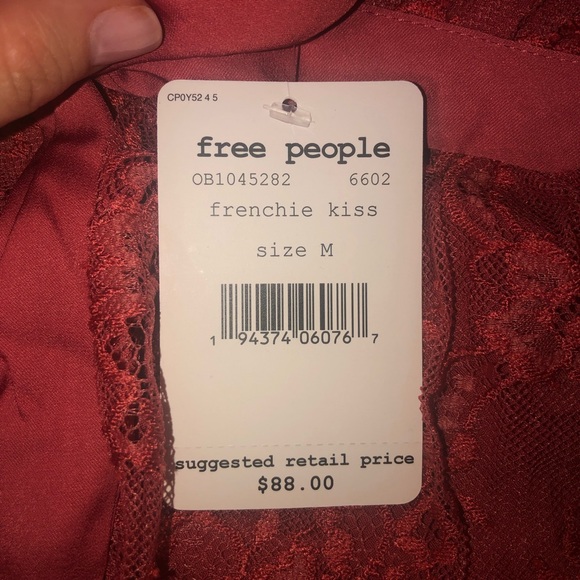 CP0Y52 4 5
free people
OB1045282 6602
frenchie kiss
size M
1 94374 06076 7
suggested retail price
$88.00